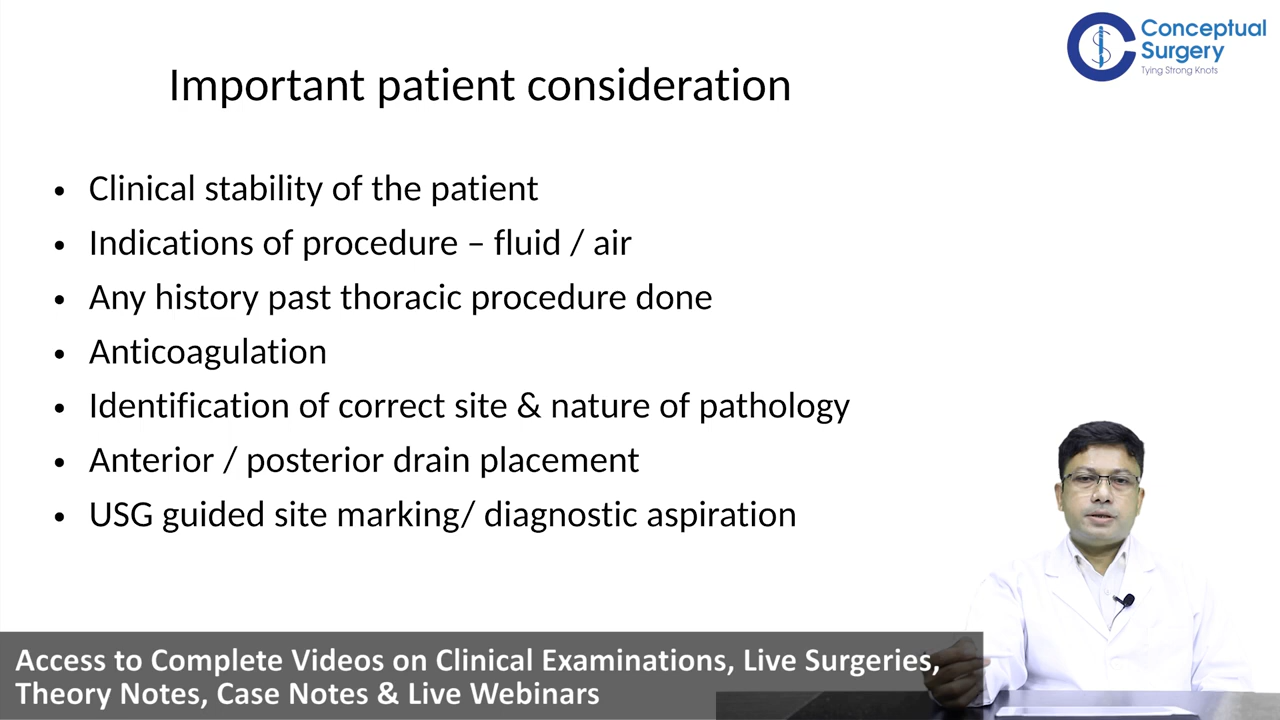 Conceptual
Surgery
Tying Strong Knots
Important patient consideration
• Clinical stability of the patient
• Indications of procedure – fluid / air
• Any history past thoracic procedure done
• Anticoagulation
• Identification of correct site & nature of pathology
• Anterior / posterior drain placement
• USG guided site marking/ diagnostic aspiration
Access to Complete Videos on Clinical Examinations, Live Surgeries,
Theory Notes, Case Notes & Live Webinars